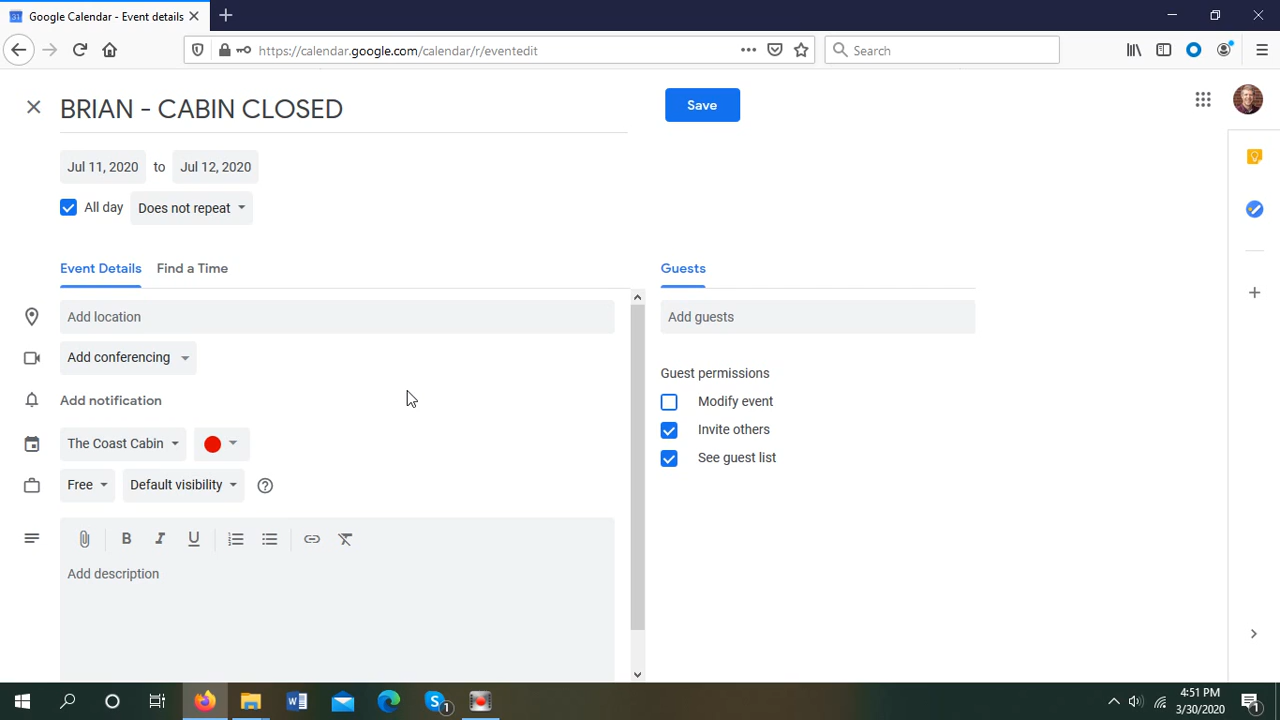 Google Calendar - Event details
https://calendar.google.com/calendar/r/eventedit
Search
BRIAN - CABIN CLOSED
Save
Jul 11, 2020 to Jul 12, 2020
All day Does not repeat
Event Details Find a Time
Guests
Add location
Add guests
Add conferencing
Guest permissions
Add notification
Modify event
Invite others
The Coast Cabin
See guest list
Free Default visibility
B I U
Add description
4:51 PM
3/30/2020